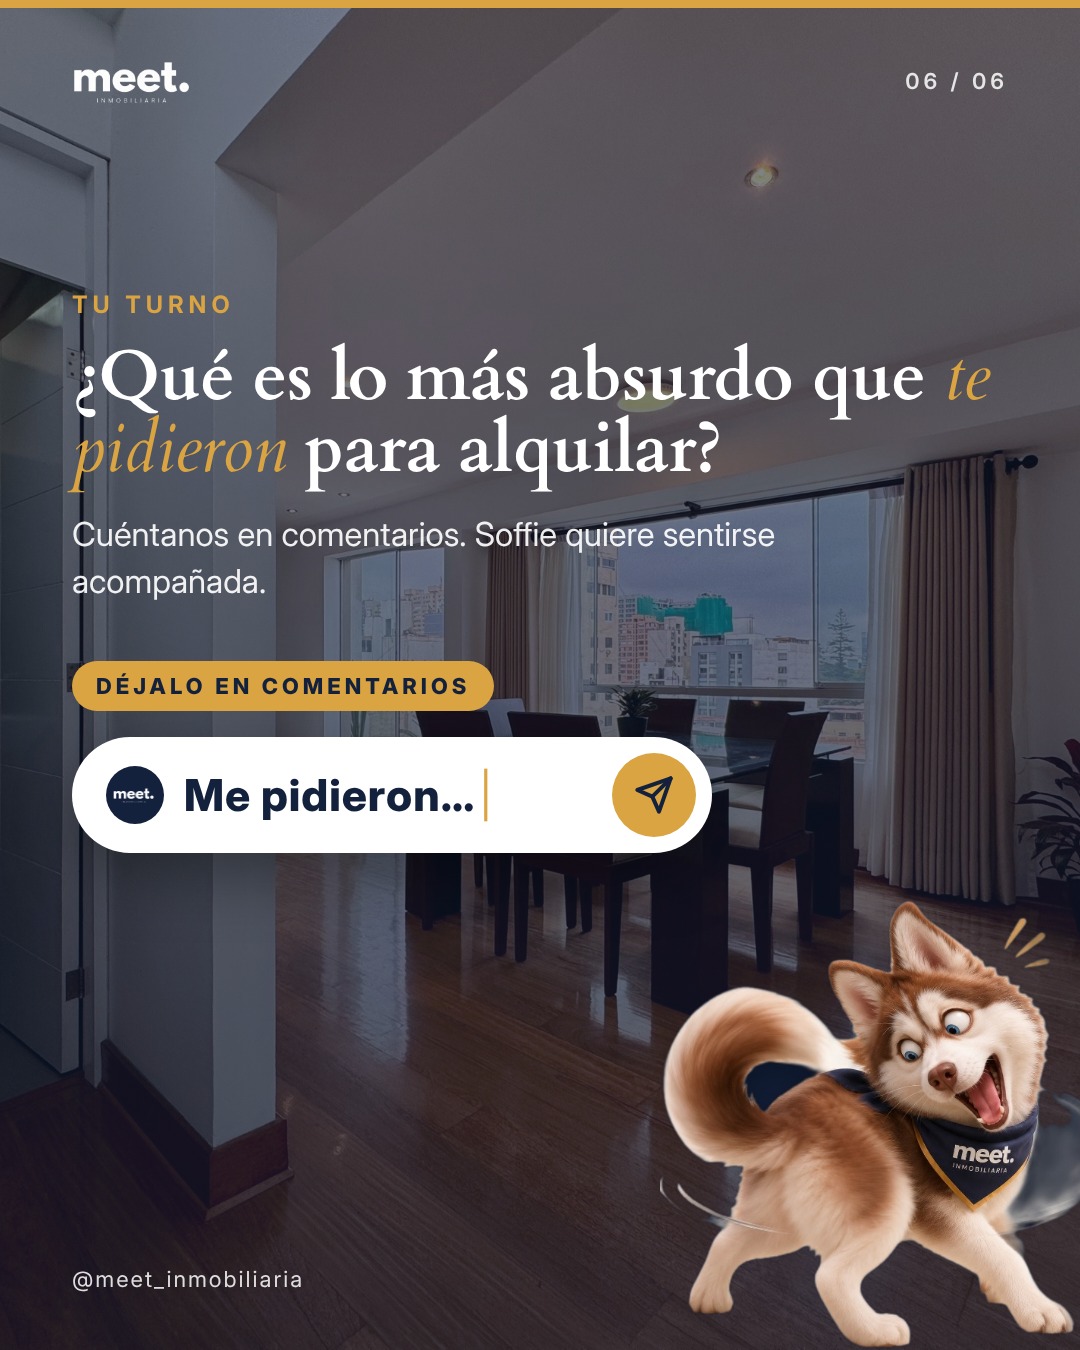 meet.
INMOBILIARIA
06 / 06
TU TURNO
¿Qué es lo más absurdo que te
pidieron para alquilar?
Cuéntanos en comentarios. Soffie quiere sentirse
acompañada.
DÉJALO EN COMENTARIOS
meet.
Me pidieron...
meet.
INMOBILIARIA
@meet_inmobiliaria